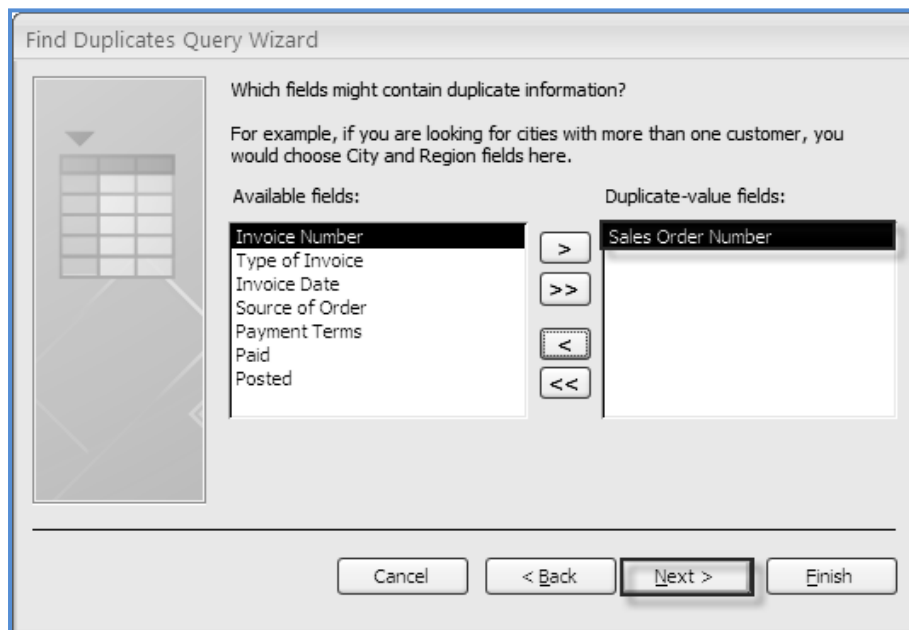 Find Duplicates Query Wizard
Which fields might contain duplicate information?
For example, if you are looking for cities with more than one customer, you
would choose City and Region fields here.
Available fields:
Invoice Number
Type of Invoice
Invoice Date
Source of Order
Payment Terms
Paid
Posted
>
>>
<
<<
Duplicate-value fields:
Sales Order Number
Cancel
< Back
Next >
Finish